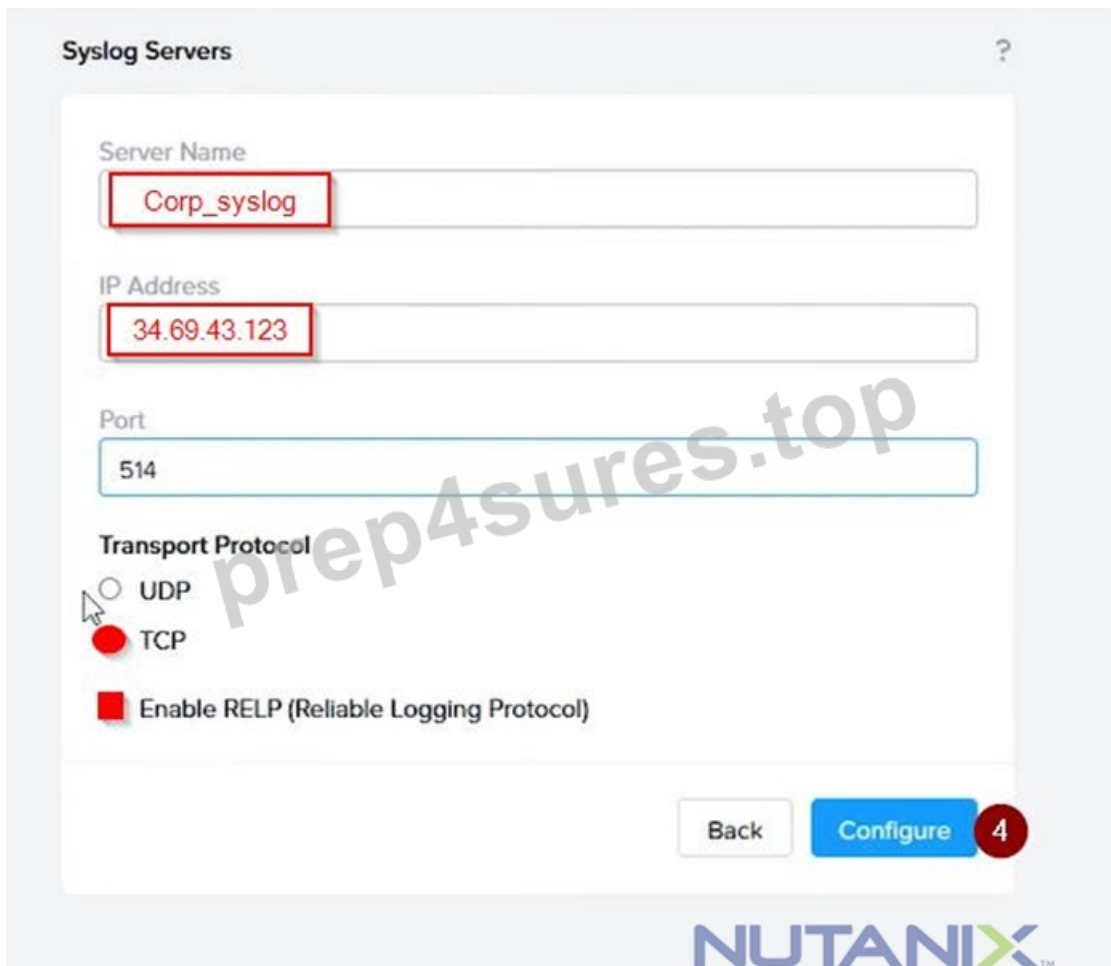 Syslog Servers ?
Server Name
Corp_syslog
IP Address
34.69.43.123
Port
514
Transport Protocol
UDP
TCP
Enable RELP (Reliable Logging Protocol)
Back Configure 4
prep4sures.top
NUTANIX™